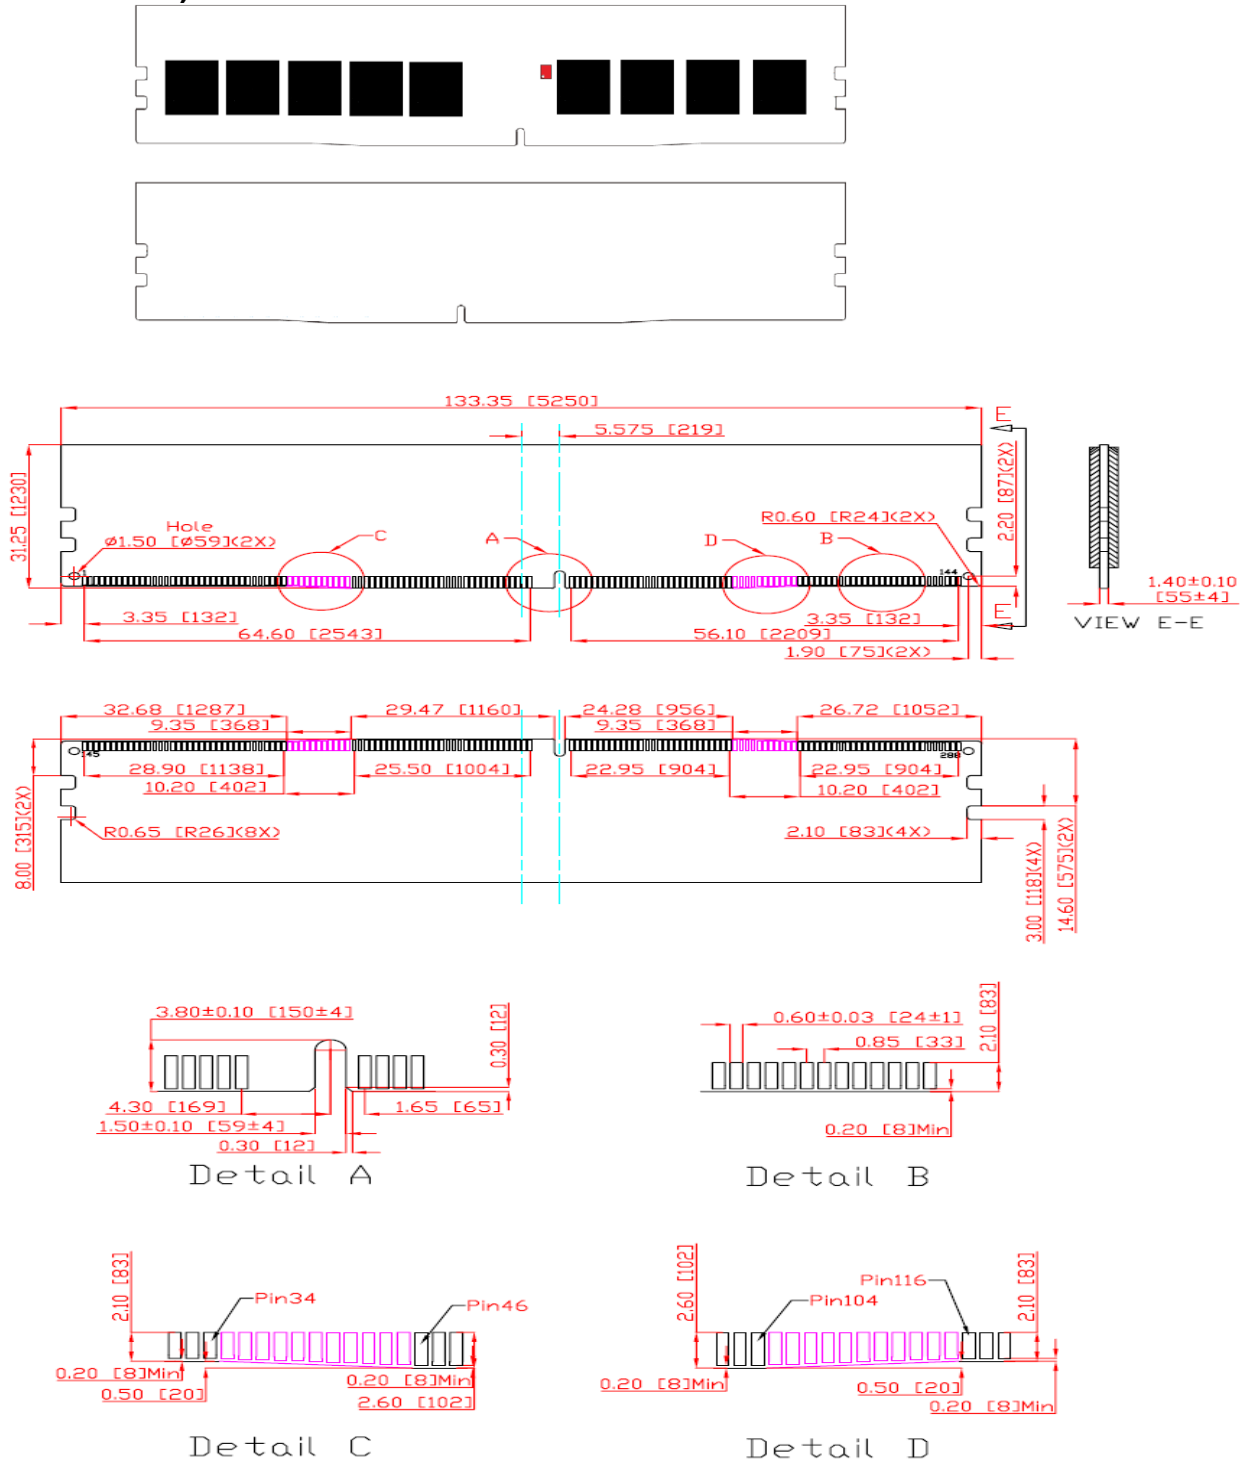 133.35 [5250]
5.575 [219]
E
31.25 [1230]
2.20 [87](2X)
R0.60 [R24](2X)
Hole
Ø1.50 [Ø59](2X)
C
A
D
B
1
144
1.40±0.10
[55±4]
3.35 [132]
3.35 [132]
E
VIEW E-E
64.60 [2543]
56.10 [2209]
1.90 [75](2X)
32.68 [1287]
29.47 [1160]
24.28 [956]
26.72 [1052]
9.35 [368]
9.35 [368]
145
288
28.90 [1138]
25.50 [1004]
22.95 [904]
22.95 [904]
10.20 [402]
10.20 [402]
8.00 [315](2X)
R0.65 [R26](8X)
2.10 [83](4X)
3.00 [118](4X)
14.60 [575](2X)
3.80±0.10 [150±4]
0.30 [12]
4.30 [169]
1.65 [65]
1.50±0.10 [59±4]
0.30 [12]
Detail A
0.60±0.03 [24±1]
0.85 [33]
2.10 [83]
0.20 [8]Min
Detail B
2.10 [83]
Pin34
Pin46
0.20 [8]Min
0.50 [20]
0.20 [8]Min
2.60 [102]
Detail C
2.60 [102]
Pin116
Pin104
2.10 [83]
0.20 [8]Min
0.50 [20]
0.20 [8]Min
Detail D